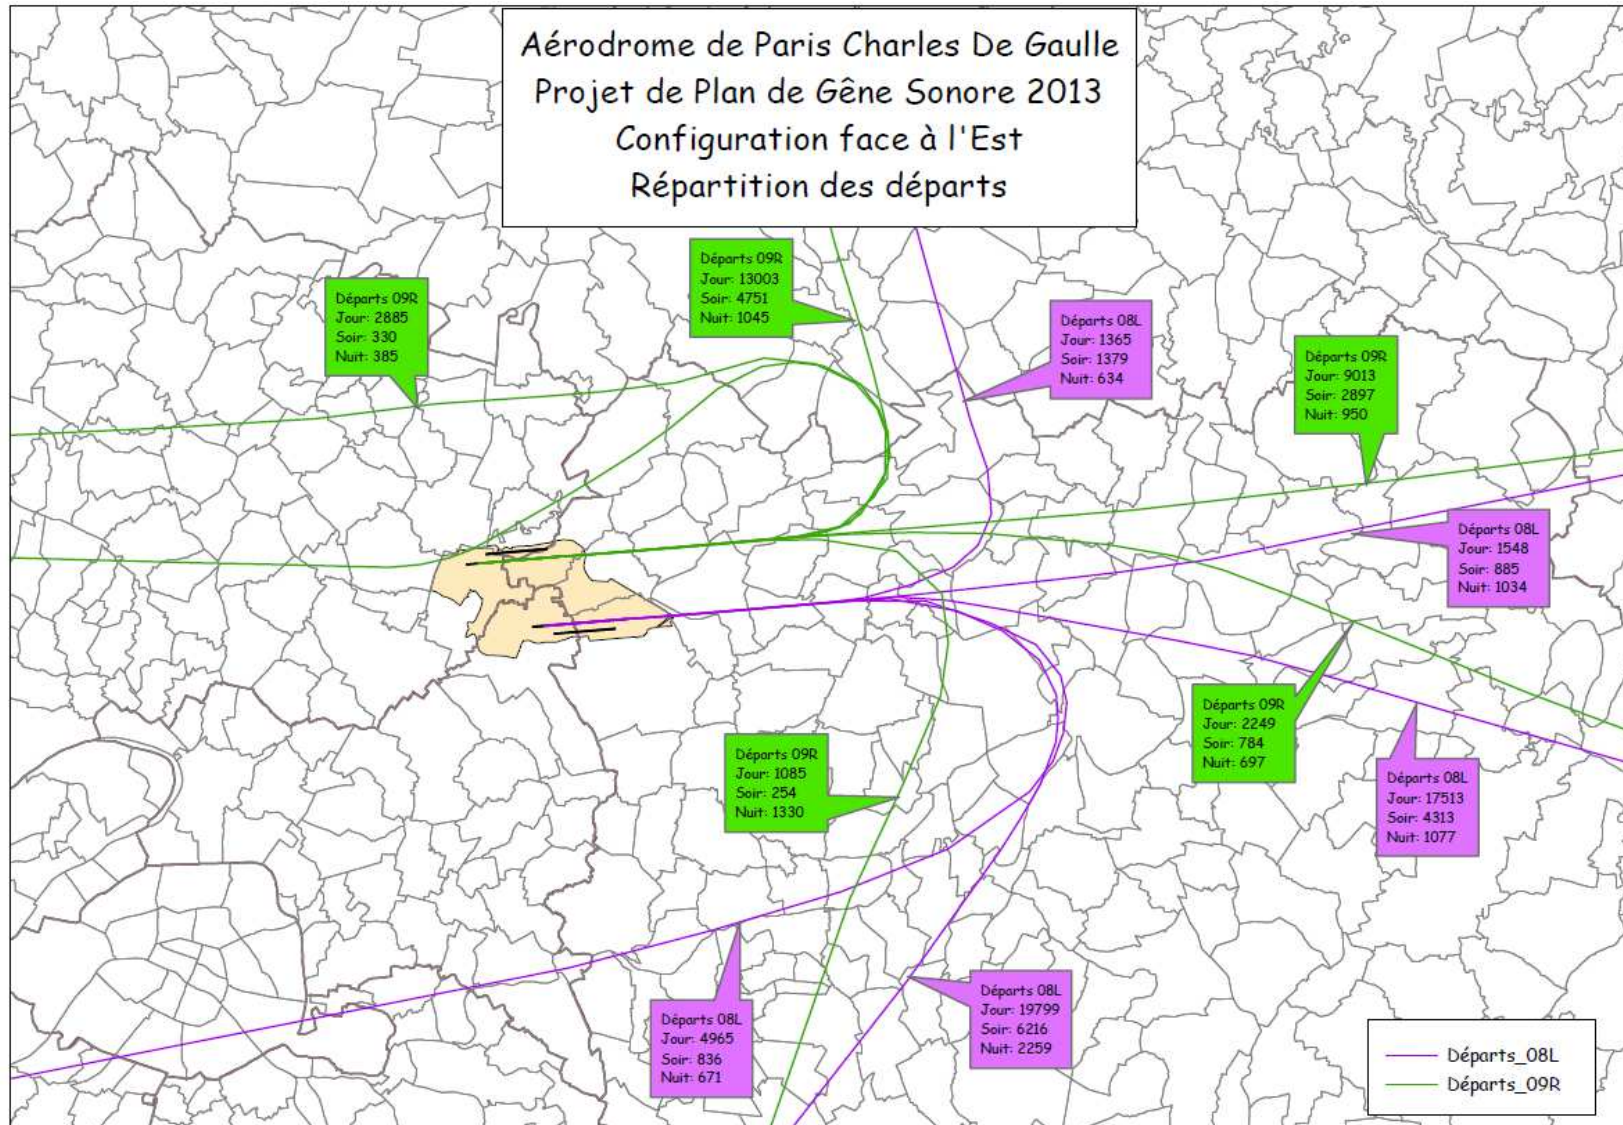 Aérodrome de Paris Charles De Gaulle
Projet de Plan de Gêne Sonore 2013
Configuration face à l'Est
Répartition des départs
Départs 09R
Jour: 13003
Soir: 4751
Nuit: 1045
Départs 09R
Jour: 2885
Soir: 330
Nuit: 385
Départs 08L
Jour: 1365
Soir: 1379
Nuit: 634
Départs 09R
Jour: 9013
Soir: 2897
Nuit: 950
Départs 08L
Jour: 1548
Soir: 885
Nuit: 1034
Départs 09R
Jour: 2249
Soir: 784
Nuit: 697
Départs 09R
Jour: 1085
Soir: 254
Nuit: 1330
Départs 08L
Jour: 17513
Soir: 4313
Nuit: 1077
Départs 08L
Jour: 19799
Soir: 6216
Nuit: 2259
Départs 08L
Jour: 4965
Soir: 836
Nuit: 671
Départs_08L
Départs_09R